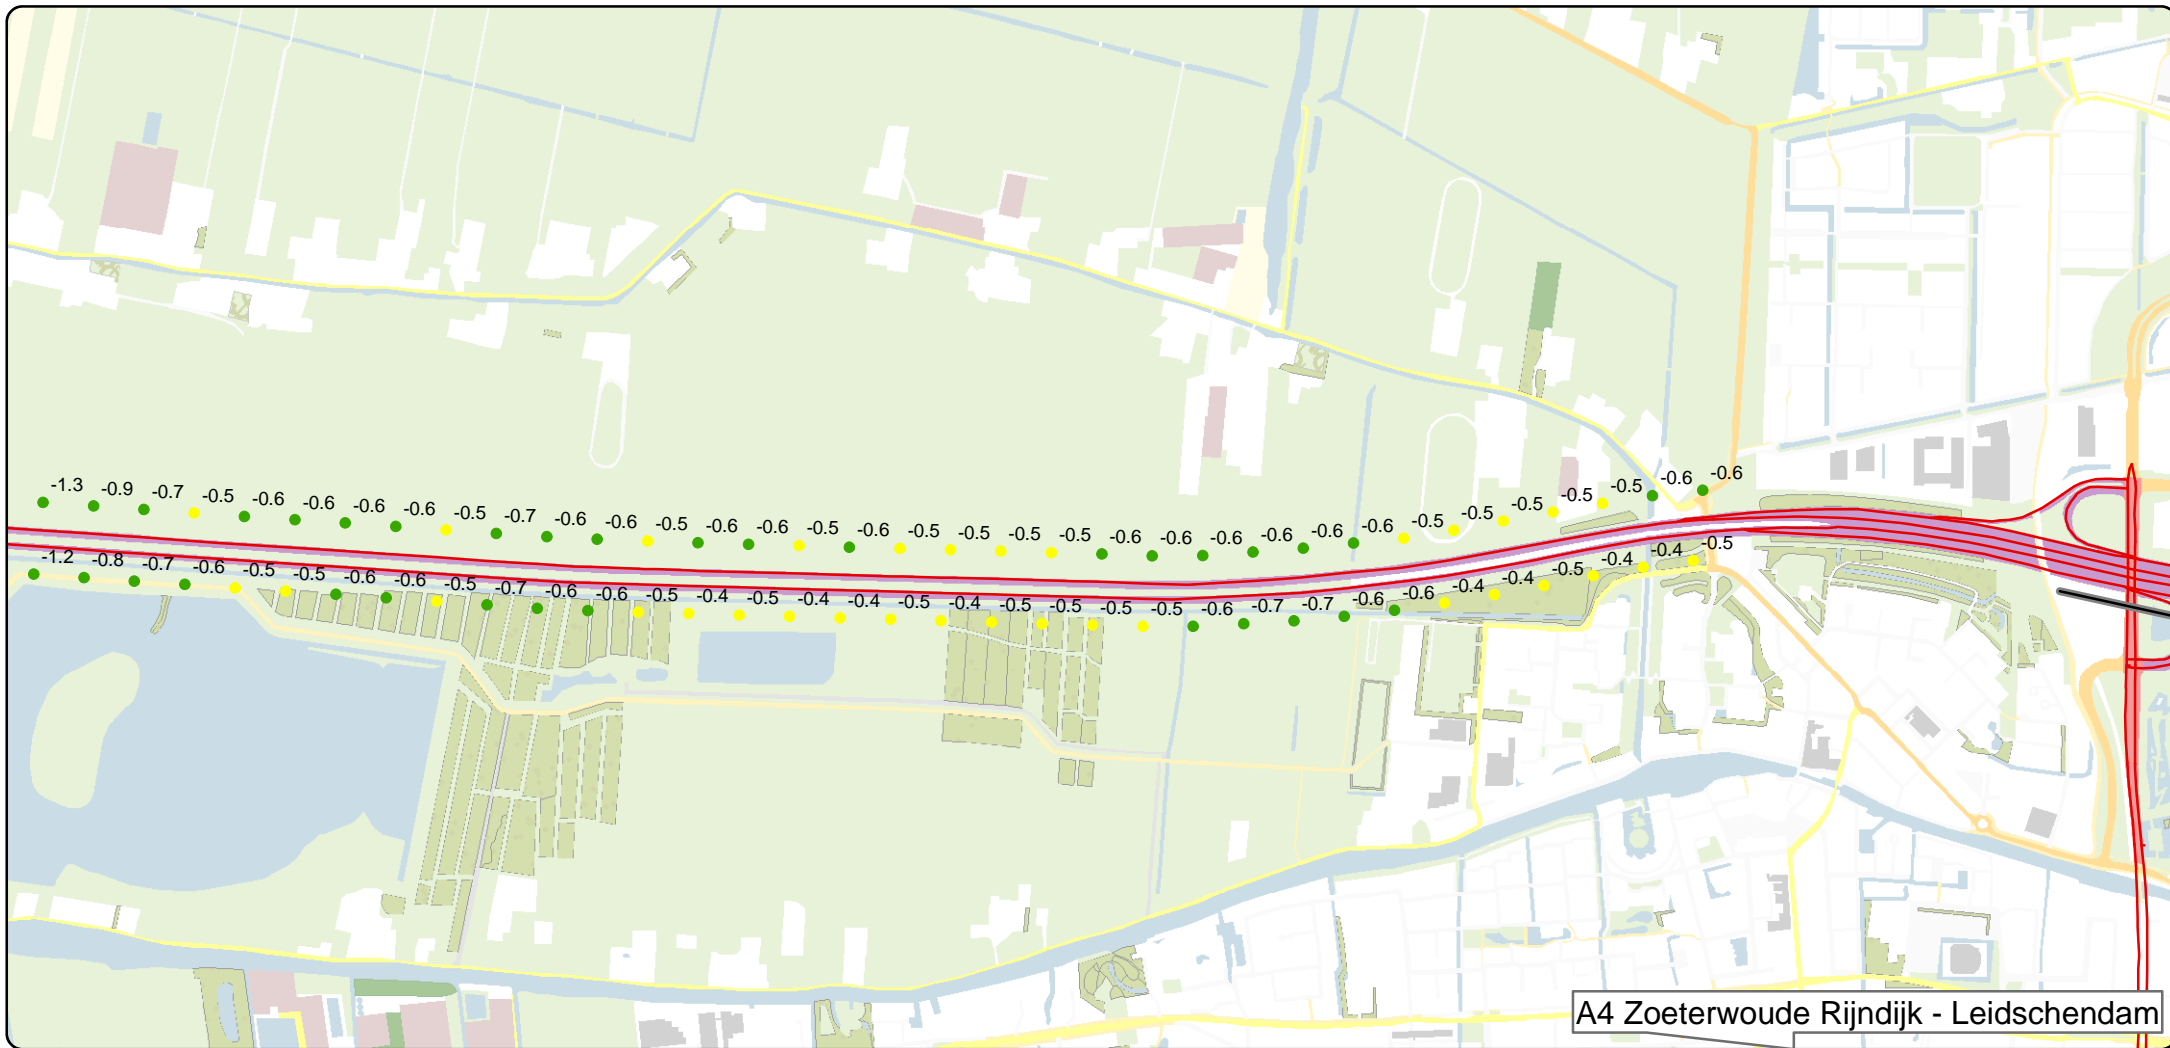 -1.3 -0.9 -0.7 -0.5 -0.6 -0.6 -0.6 -0.6 -0.5 -0.7 -0.6 -0.6 -0.5 -0.6 -0.6 -0.5 -0.6 -0.5 -0.5 -0.5 -0.5 -0.6 -0.6 -0.6 -0.6 -0.6 -0.6 -0.5 -0.5 -0.5 -0.5 -0.5 -0.6 -0.6
-1.2 -0.8 -0.7 -0.6 -0.5 -0.5 -0.6 -0.6 -0.5 -0.7 -0.6 -0.6 -0.5 -0.4 -0.5 -0.4 -0.4 -0.5 -0.4 -0.5 -0.5 -0.5 -0.5 -0.6 -0.7 -0.7 -0.6 -0.6 -0.4 -0.4 -0.5 -0.4 -0.4 -0.5
A4 Zoeterwoude Rijndijk - Leidschendam